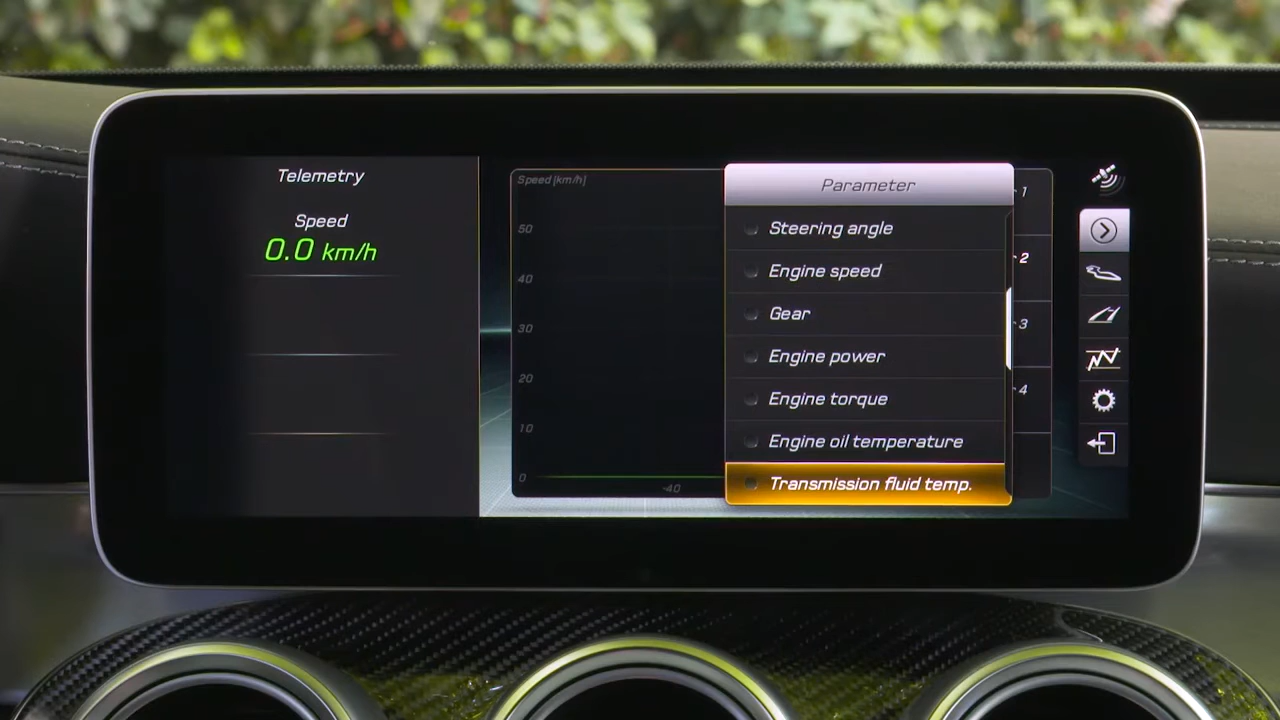 Telemetry
Speed
0.0 km/h
Speed [km/h]
50
40
30
20
10
0
-40
Parameter
Steering angle
Engine speed
Gear
Engine power
Engine torque
Engine oil temperature
Transmission fluid temp.
1
2
3
4